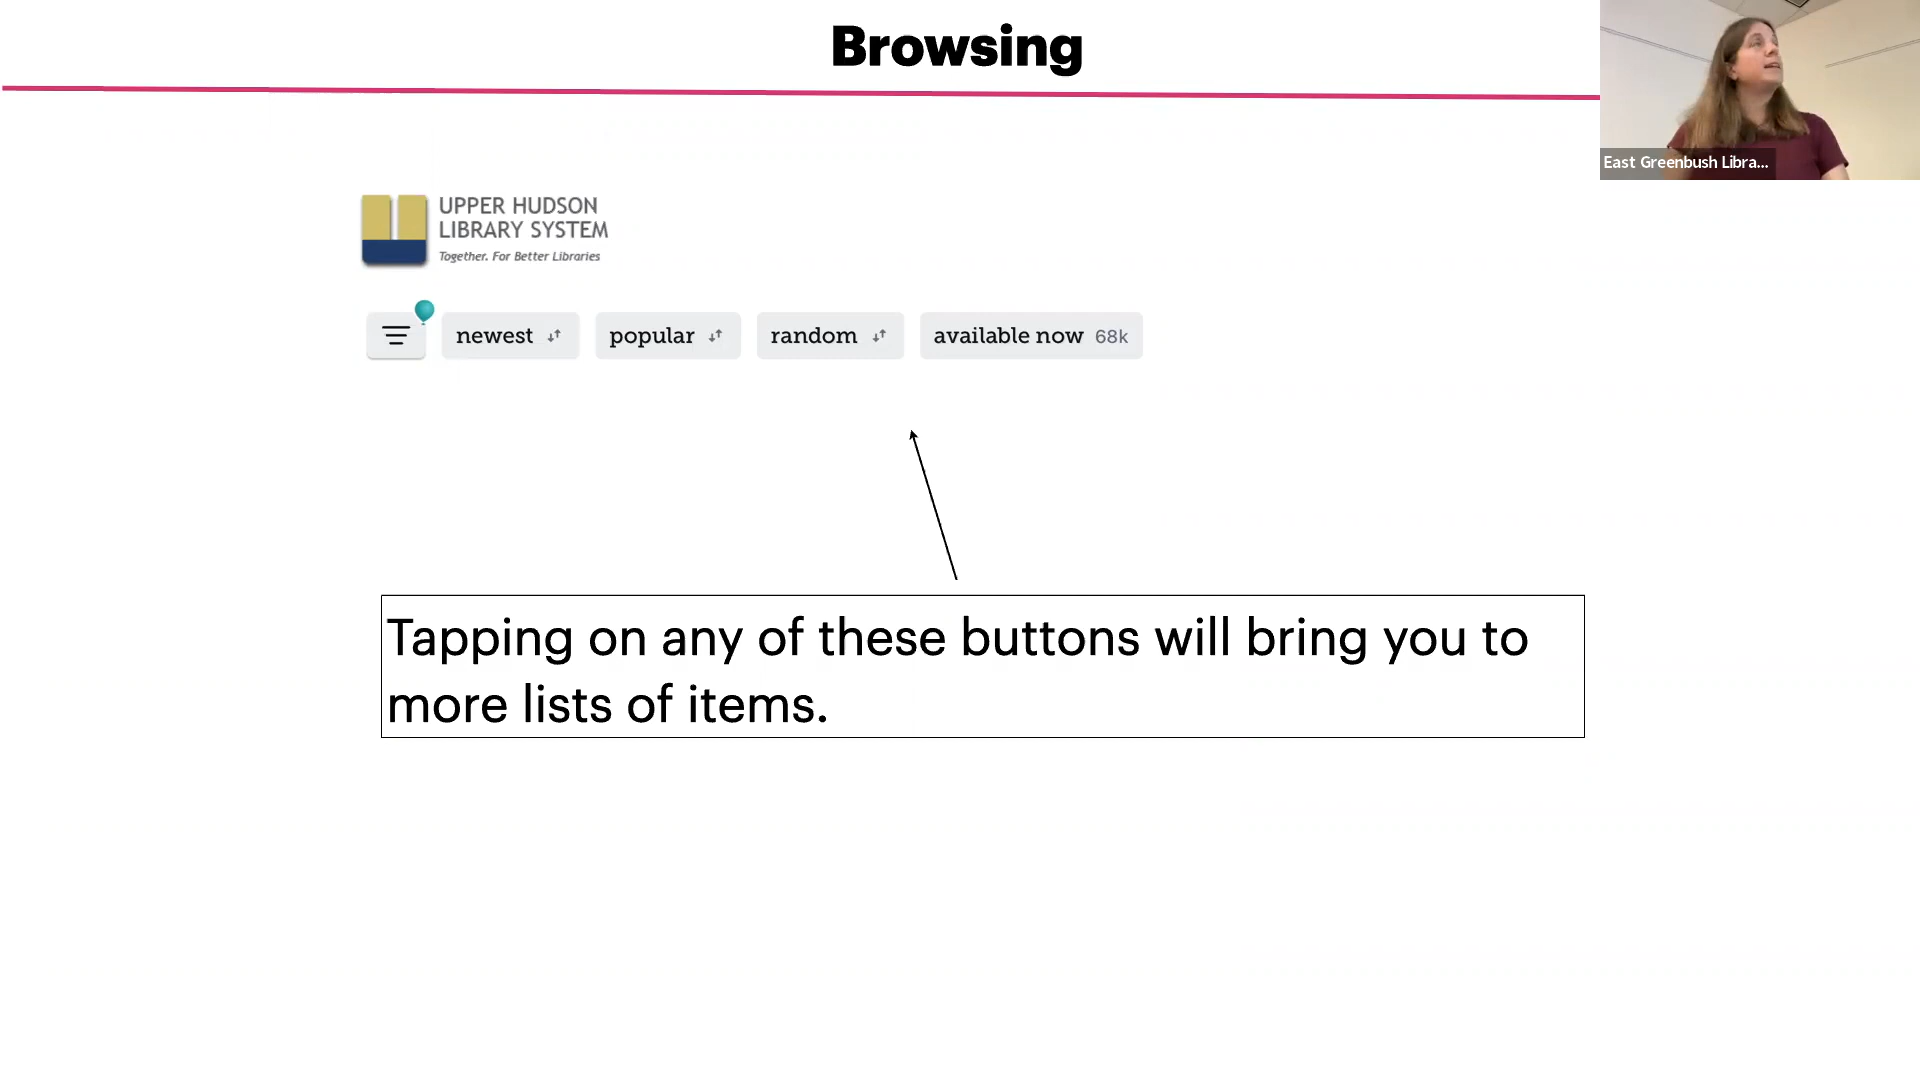 Browsing
East Greenbush Libra...
UPPER HUDSON
LIBRARY SYSTEM
Together. For Better Libraries
newest
popular
random
available now 68k
Tapping on any of these buttons will bring you to
more lists of items.